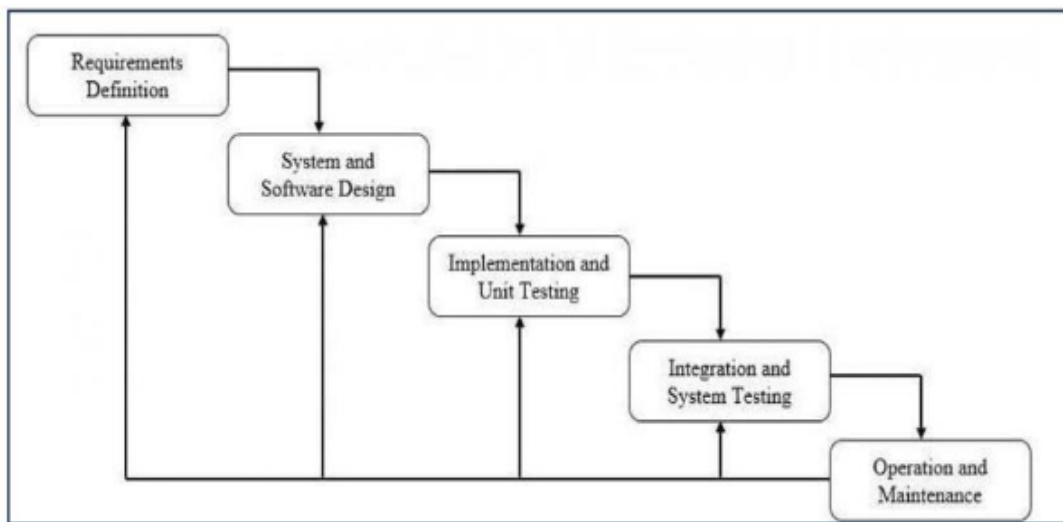 Requirements
Definition
System and
Software Design
Implementation and
Unit Testing
Integration and
System Testing
Operation and
Maintenance